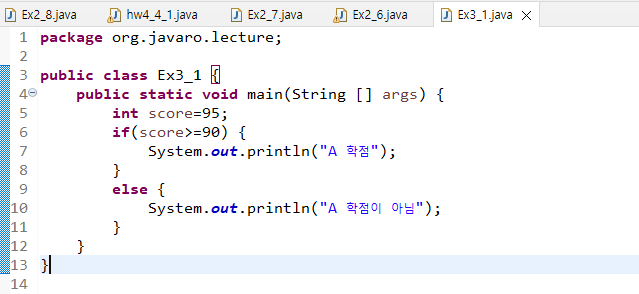 Ex2_8.java hw4_4_1.java Ex2_7.java Ex2_6.java Ex3_1.java
1 package org.javaro.lecture;
2
3 public class Ex3_1 {
4 public static void main(String [] args) {
5 int score=95;
6 if(score>=90) {
7 System.out.println("A 학점");
8 }
9 else {
10 System.out.println("A 학점이 아님");
11 }
12 }
13 }
14